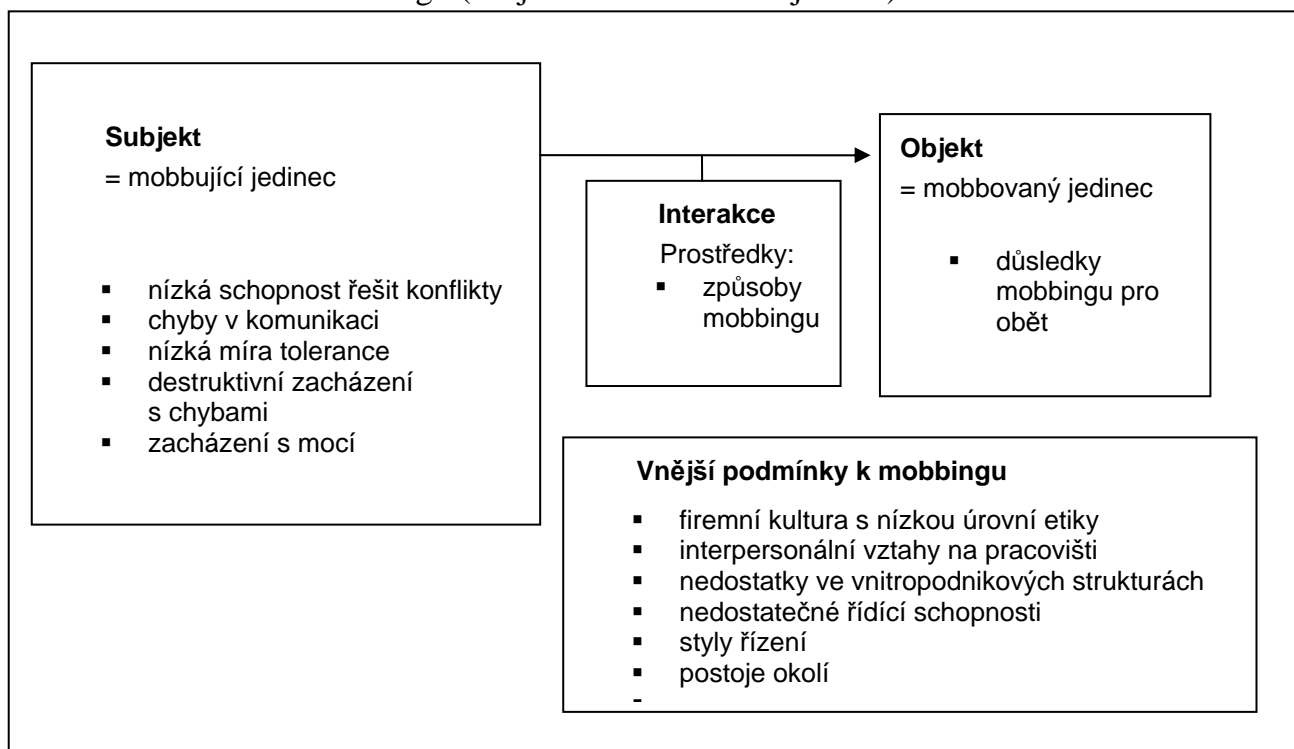 Subjekt
= mobbující jedinec
▪ nízká schopnost řešit konflikty
▪ chyby v komunikaci
▪ nízká míra tolerance
▪ destruktivní zacházení
s chybami
▪ zacházení s mocí
Interakce
Prostředky:
▪ způsoby
mobbingu
Objekt
= mobbovaný jedinec
▪ důsledky
mobbingu pro
obět
Vnější podmínky k mobbingu
▪ firemní kultura s nízkou úrovní etiky
▪ interpersonální vztahy na pracovišti
▪ nedostatky ve vnitropodnikových strukturách
▪ nedostatečné řídící schopnosti
▪ styly řízení
▪ postoje okolí
-